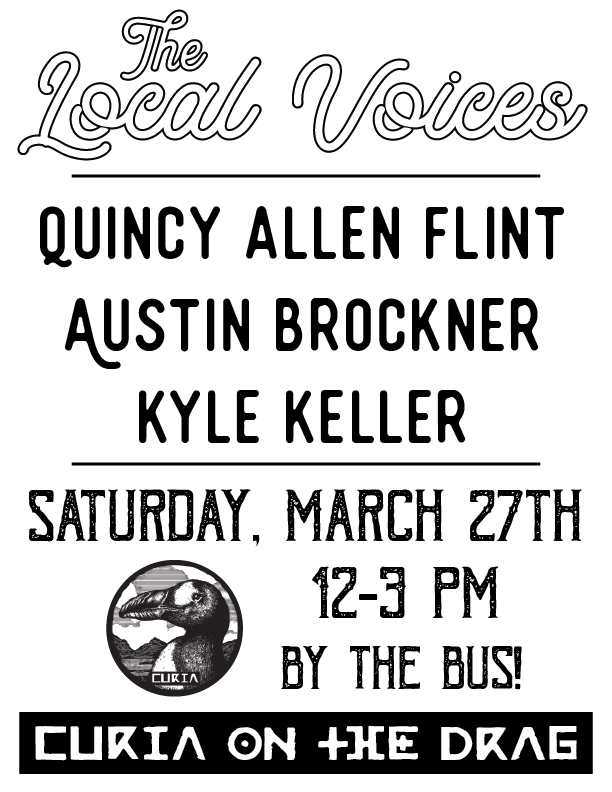 The
Local Voices
QUINCY ALLEN FLINT
AUSTIN BROCKNER
KYLE KELLER
SATURDAY, MARCH 27TH
12-3 PM
BY THE BUS!
CURIA
CURIA ON THE DRAG